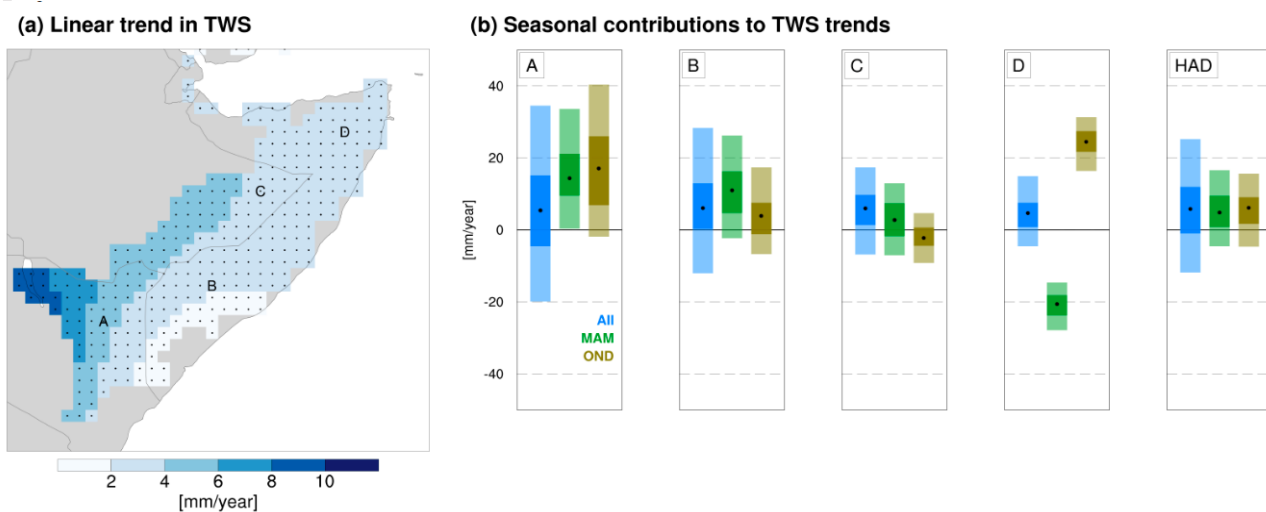 (a) Linear trend in TWS
D
C
B
A
2 4 6 8 10
[mm/year]
(b) Seasonal contributions to TWS trends
A B C D HAD
40
20
0
-20
-40
[mm/year]
All
MAM
OND